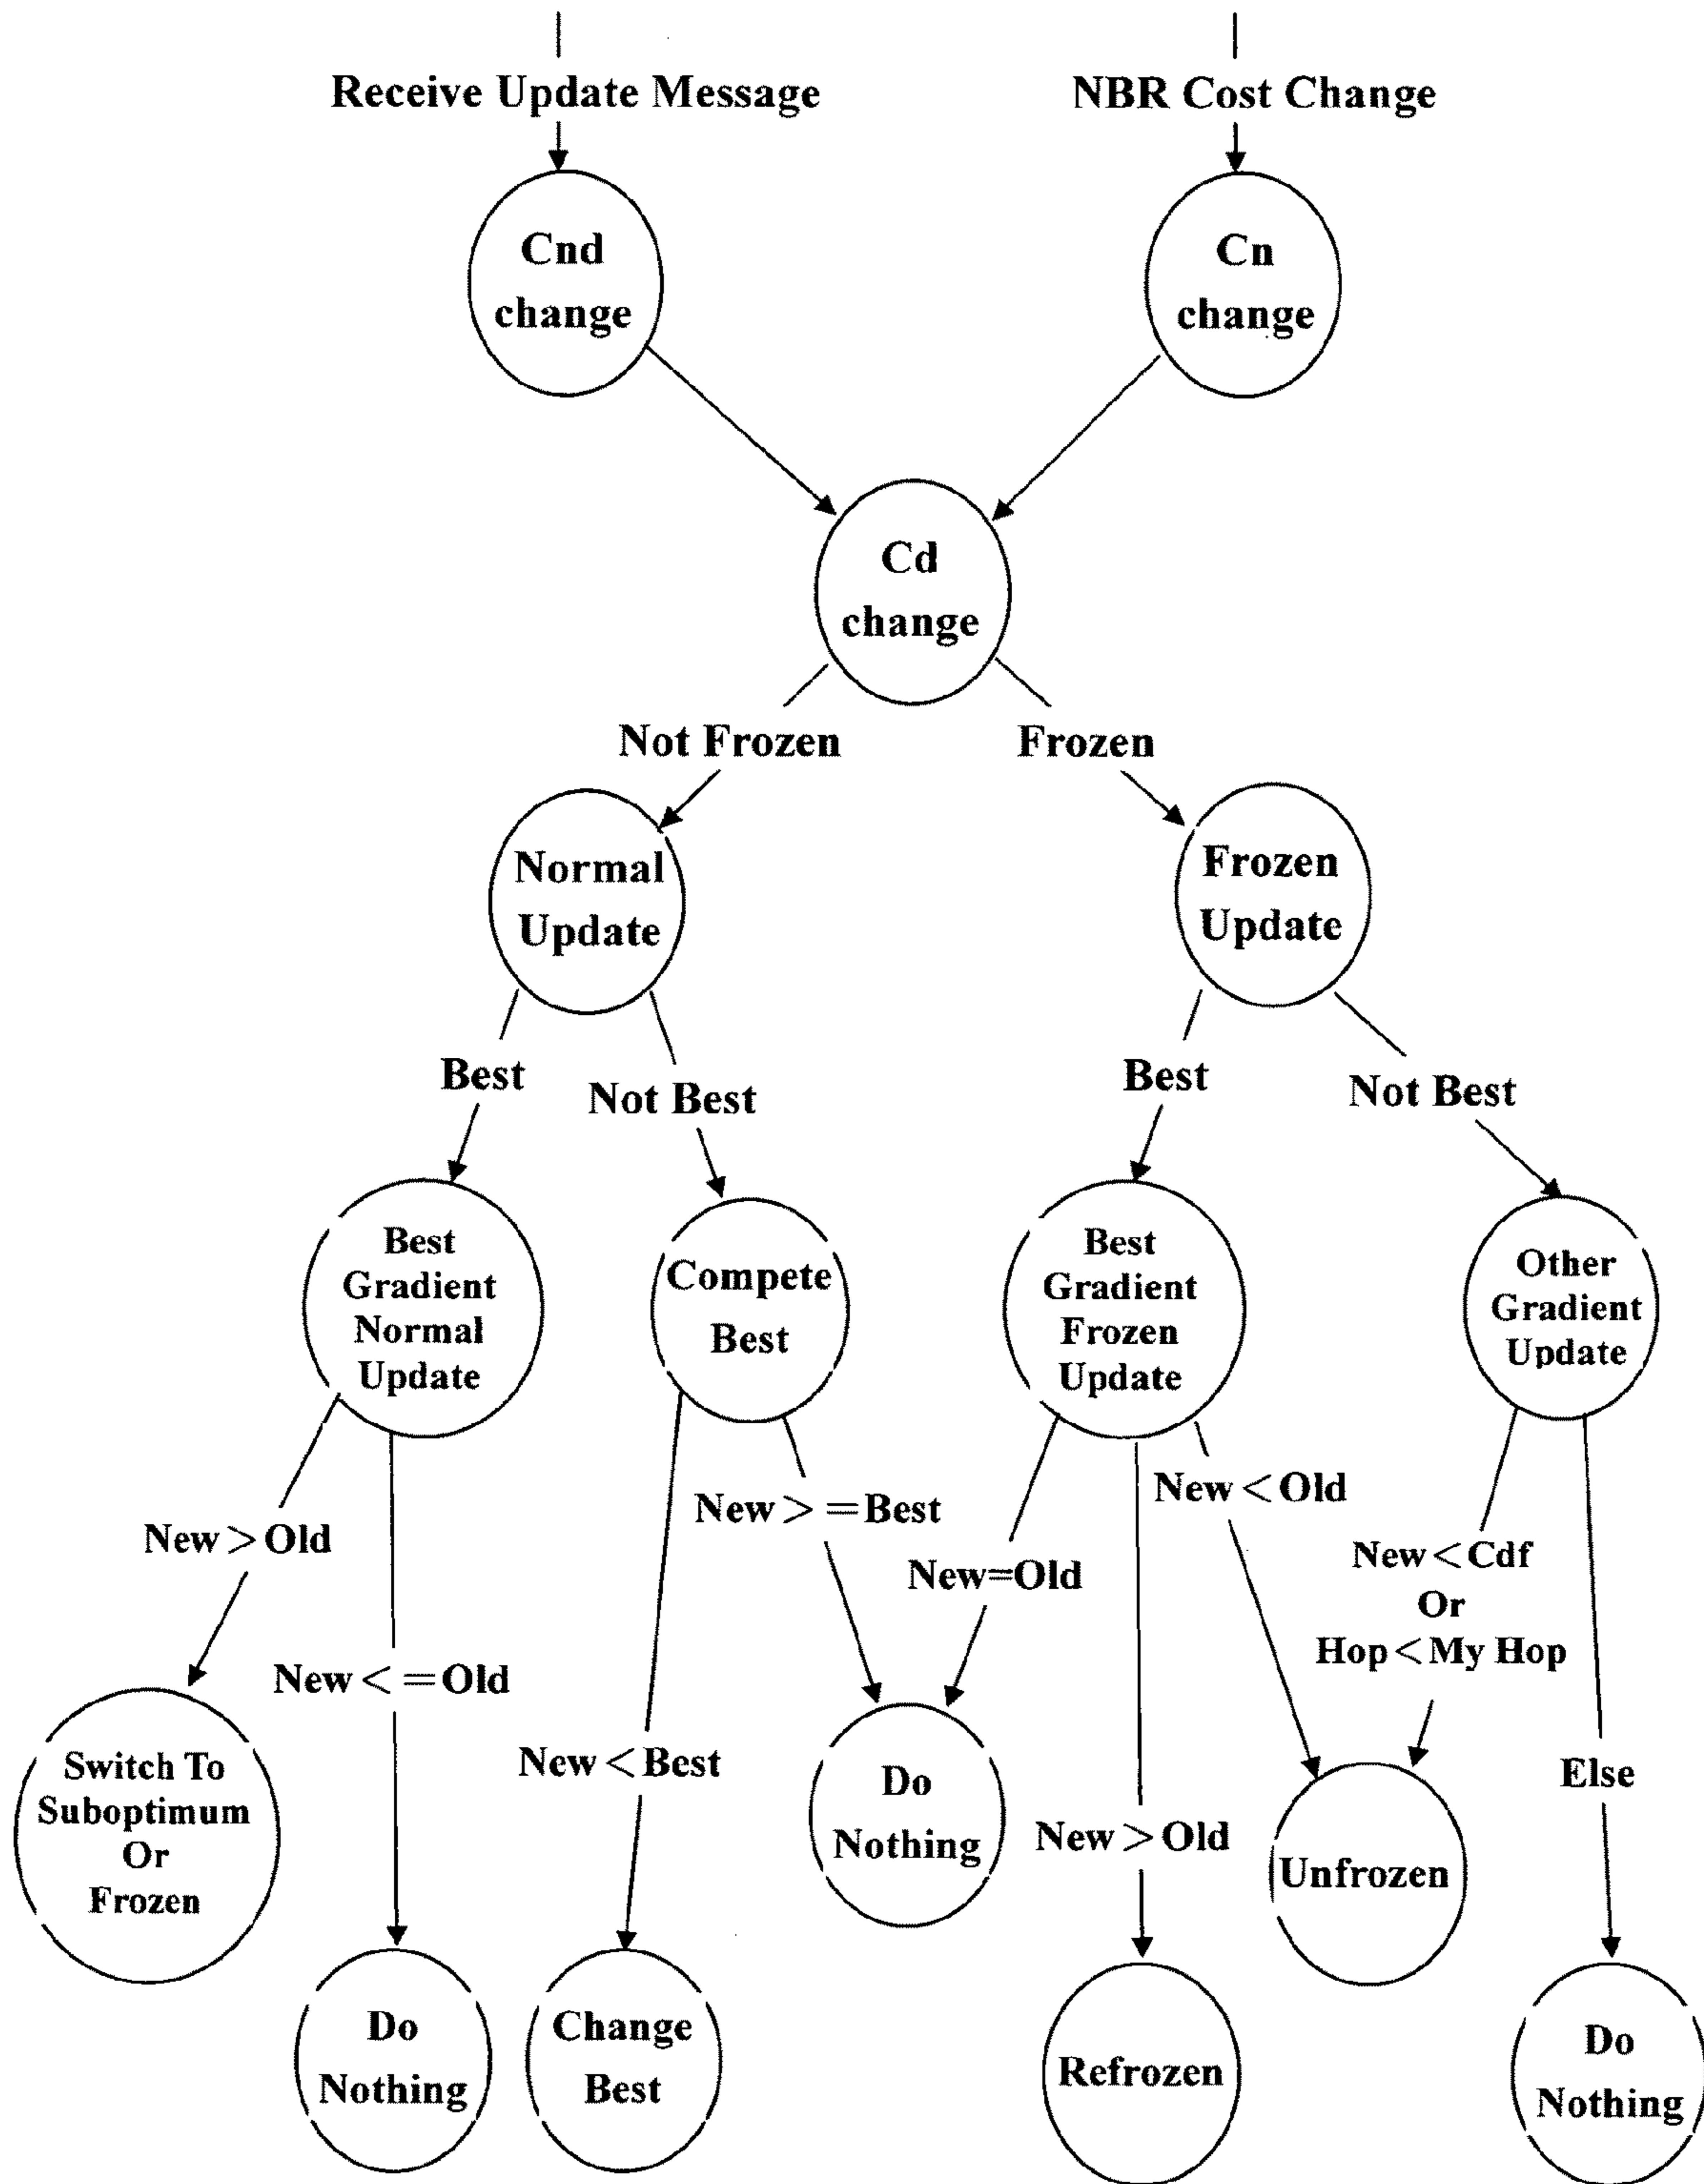 Receive Update Message
NBR Cost Change
Cnd
change
Cn
change
Cd
change
Not Frozen
Frozen
Normal
Update
Frozen
Update
Best
Not Best
Best
Not Best
Best
Gradient
Normal
Update
Compete
Best
Best
Gradient
Frozen
Update
Other
Gradient
Update
New > Old
New < =Old
New < Best
New > =Best
New=Old
New > Old
New < Old
New < Cdf
Or
Hop < My Hop
Else
Switch To
Suboptimum
Or
Frozen
Do
Nothing
Change
Best
Do
Nothing
Refrozen
Unfrozen
Do
Nothing